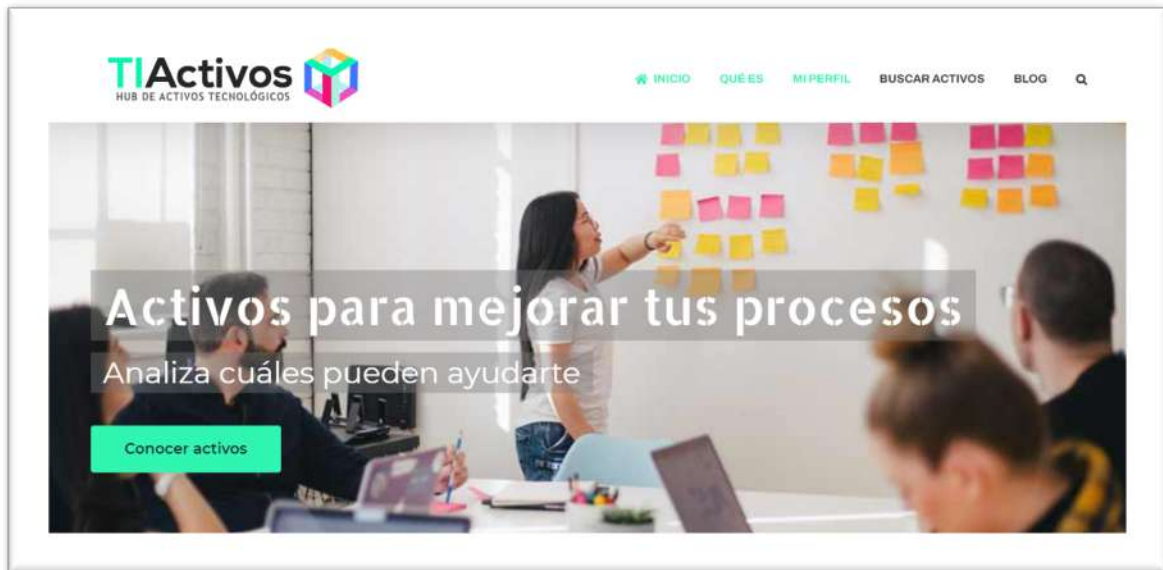 TIActivos
HUB DE ACTIVOS TECNOLÓGICOS
INICIO QUÉ ES MI PERFIL BUSCAR ACTIVOS BLOG
Activos para mejorar tus procesos
Analiza cuáles pueden ayudarte
Conocer activos